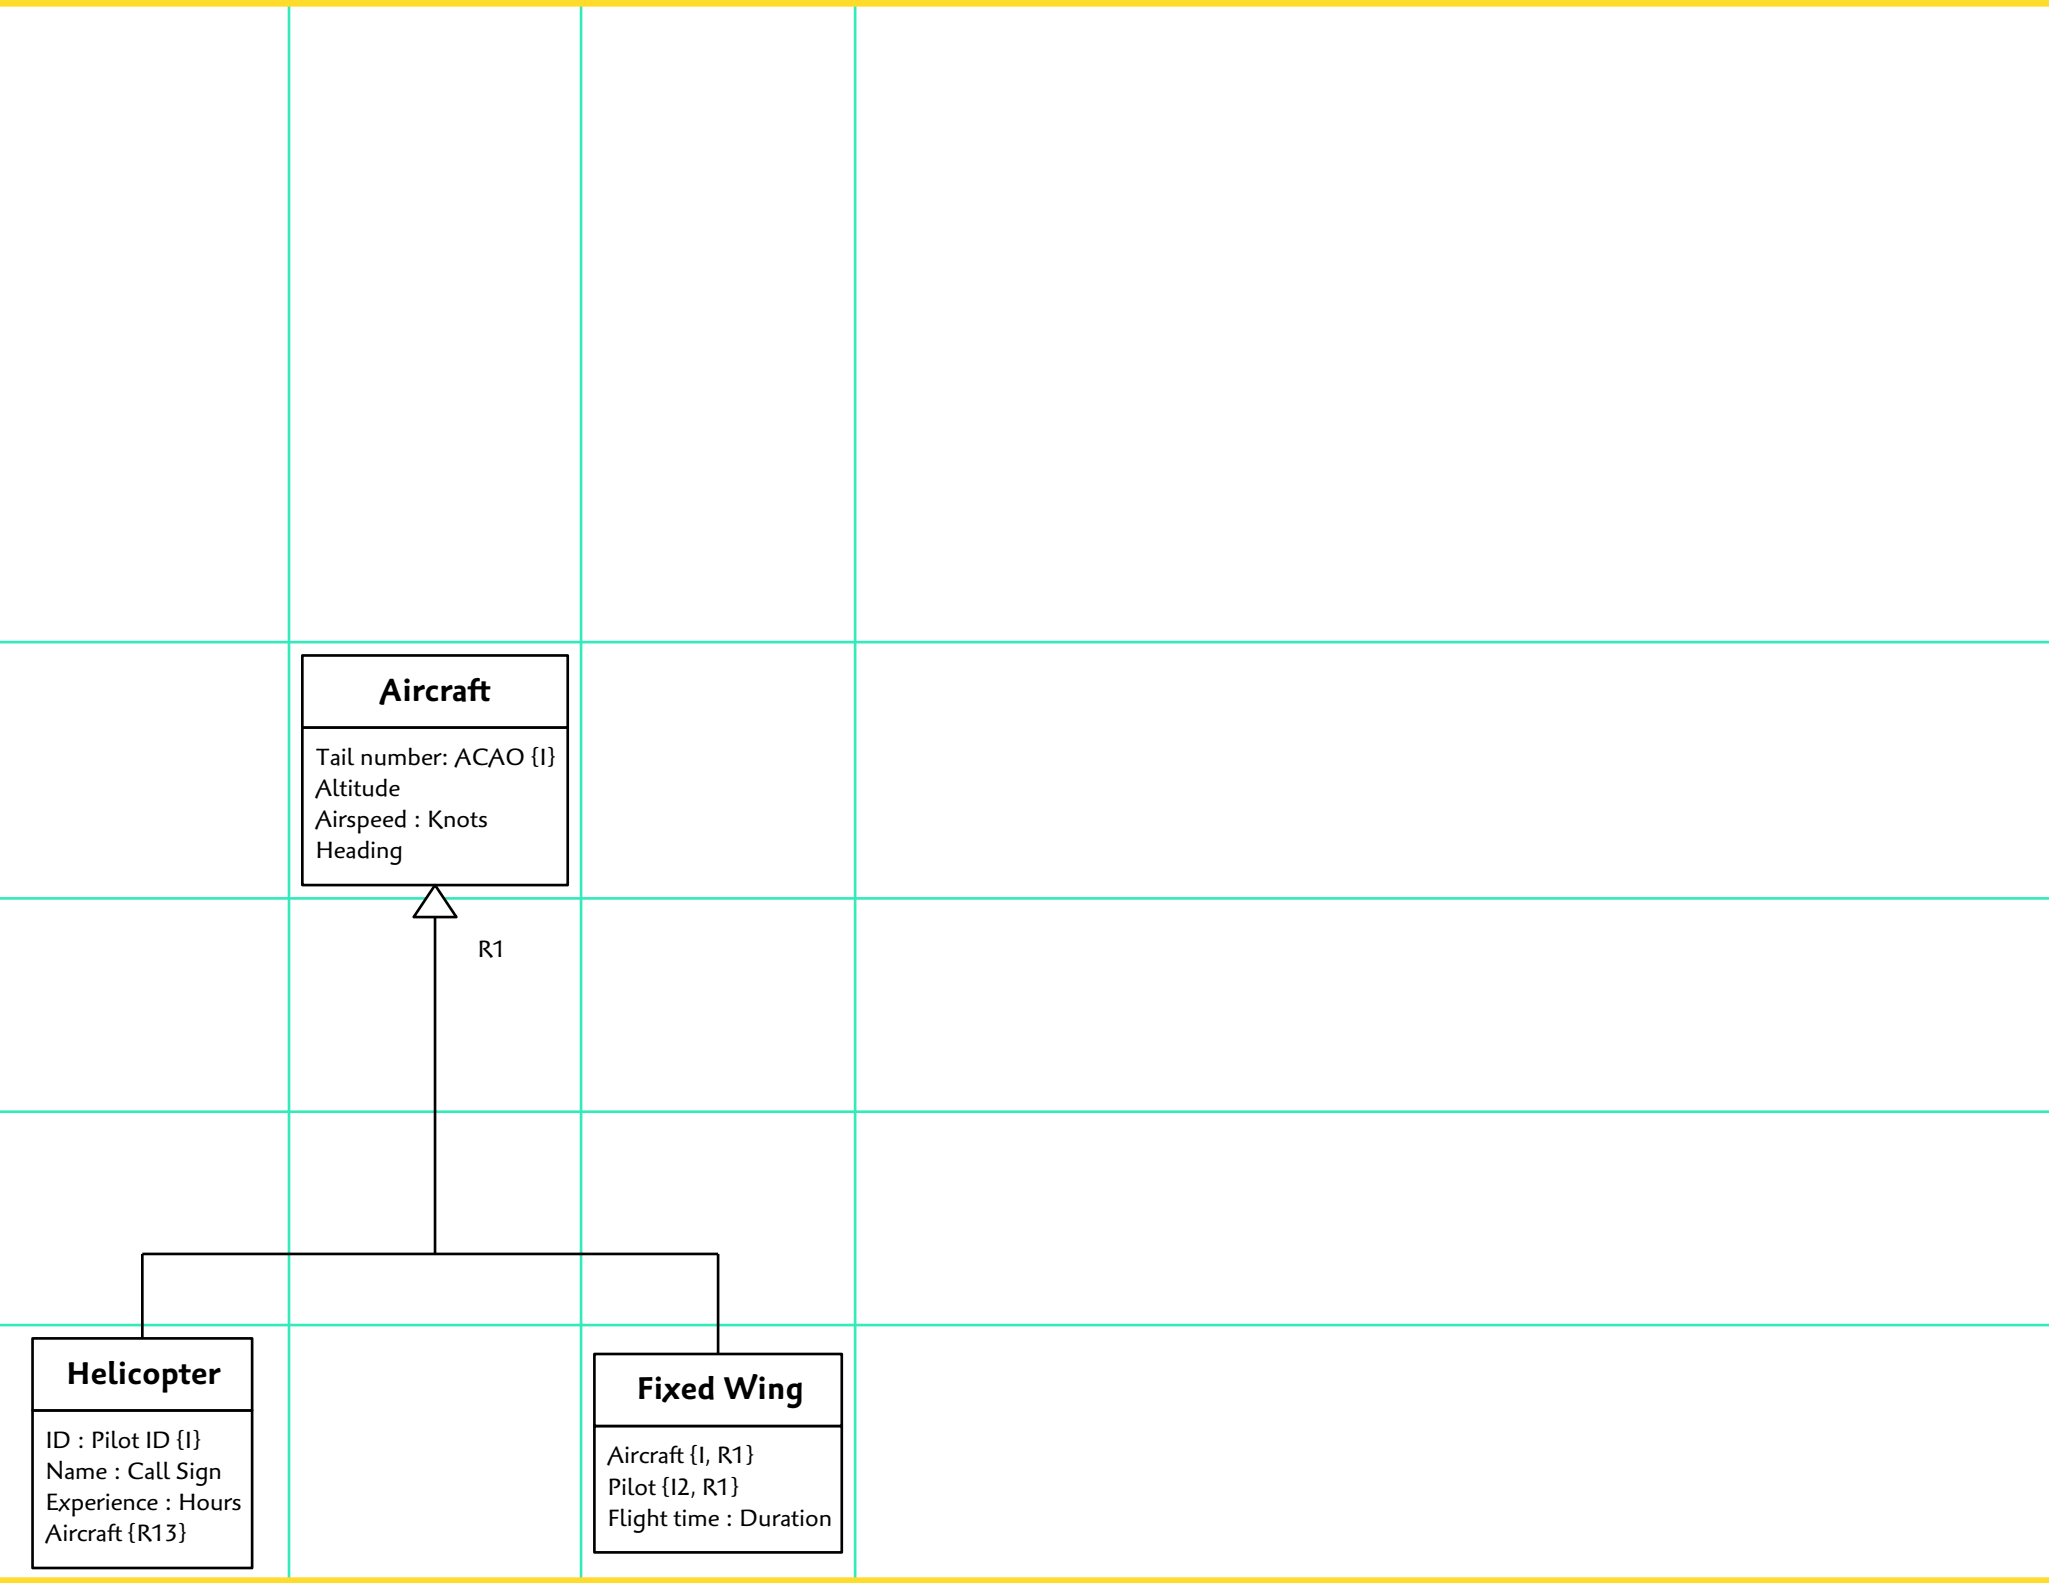 Aircraft
Tail number: ACAO {I}
Altitude
Airspeed : Knots
Heading
R1
Helicopter
ID : Pilot ID {I}
Name : Call Sign
Experience : Hours
Aircraft {R13}
Fixed Wing
Aircraft {I, R1}
Pilot {I2, R1}
Flight time : Duration